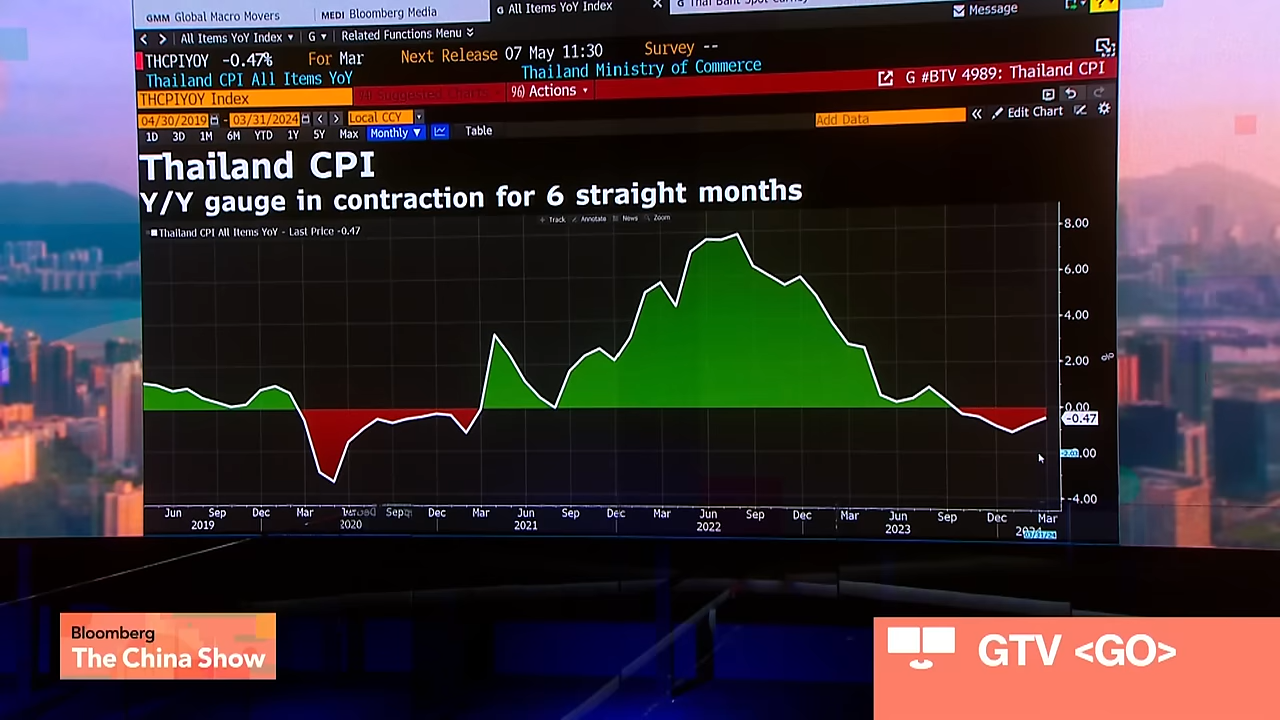 GMM Global Macro Movers
MEDI Bloomberg Media
G All Items YoY Index
All Items YoY Index
G
Related Functions Menu
Message
THCPIYOY -0.47%
For Mar
Next Release 07 May 11:30
Survey --
Thailand CPI All Items YoY
Thailand Ministry of Commerce
THCPIYOY Index
96) Actions
G #BTV 4989: Thailand CPI
04/30/2019 - 03/31/2024
Local CCY
Add Data
Edit Chart
1D 3D 1M 6M YTD 1Y 5Y Max Monthly ▼
Table
Thailand CPI
Y/Y gauge in contraction for 6 straight months
Track Annotate News Zoom
Thailand CPI All Items YoY - Last Price -0.47
8.00
6.00
4.00
2.00
0.00
-0.47
-4.00
Jun Sep Dec Mar Sep Dec Mar Jun Sep Dec Mar Jun Sep Dec Mar Jun Sep Dec Mar
2019 2020 2021 2022 2023
Bloomberg
The China Show
GTV <GO>